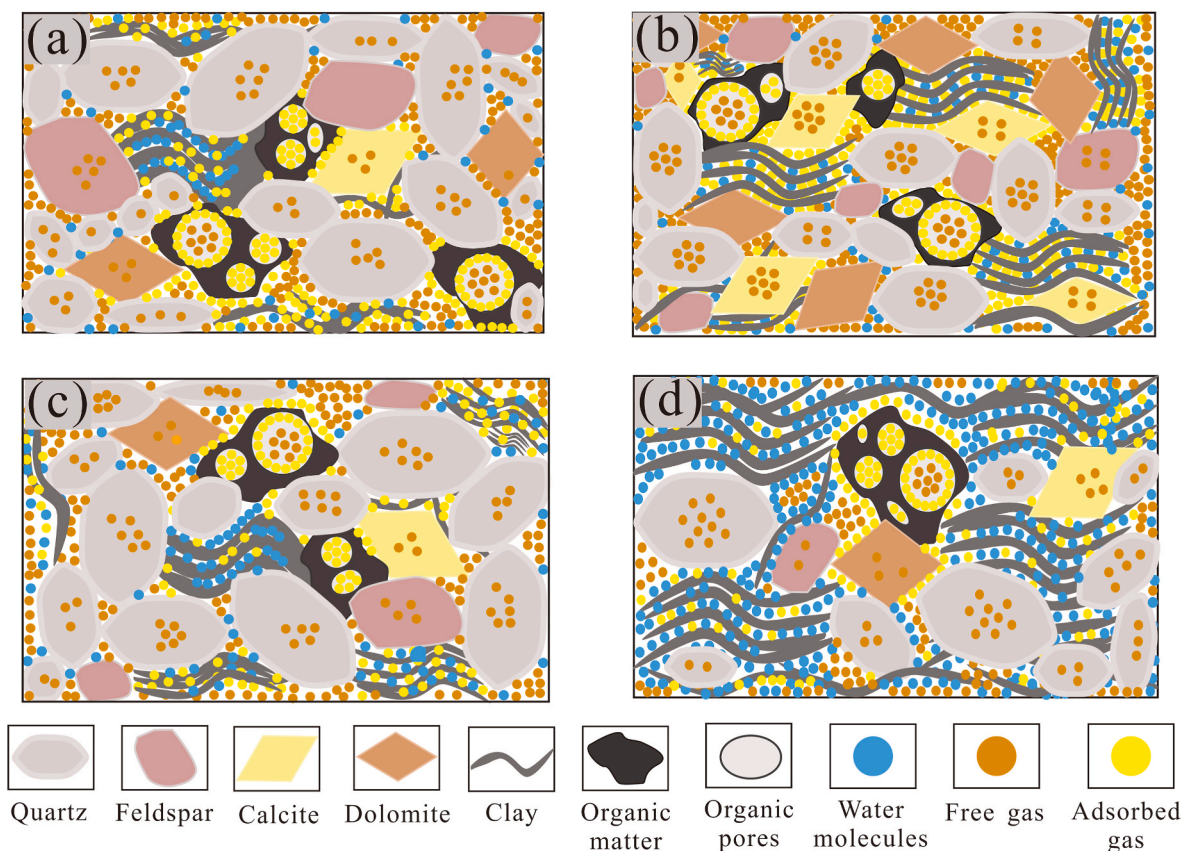 (a)
(b)
(c)
(d)
Quartz
Feldspar
Calcite
Dolomite
Clay
Organic
matter
Organic
pores
Water
molecules
Free gas
Adsorbed
gas